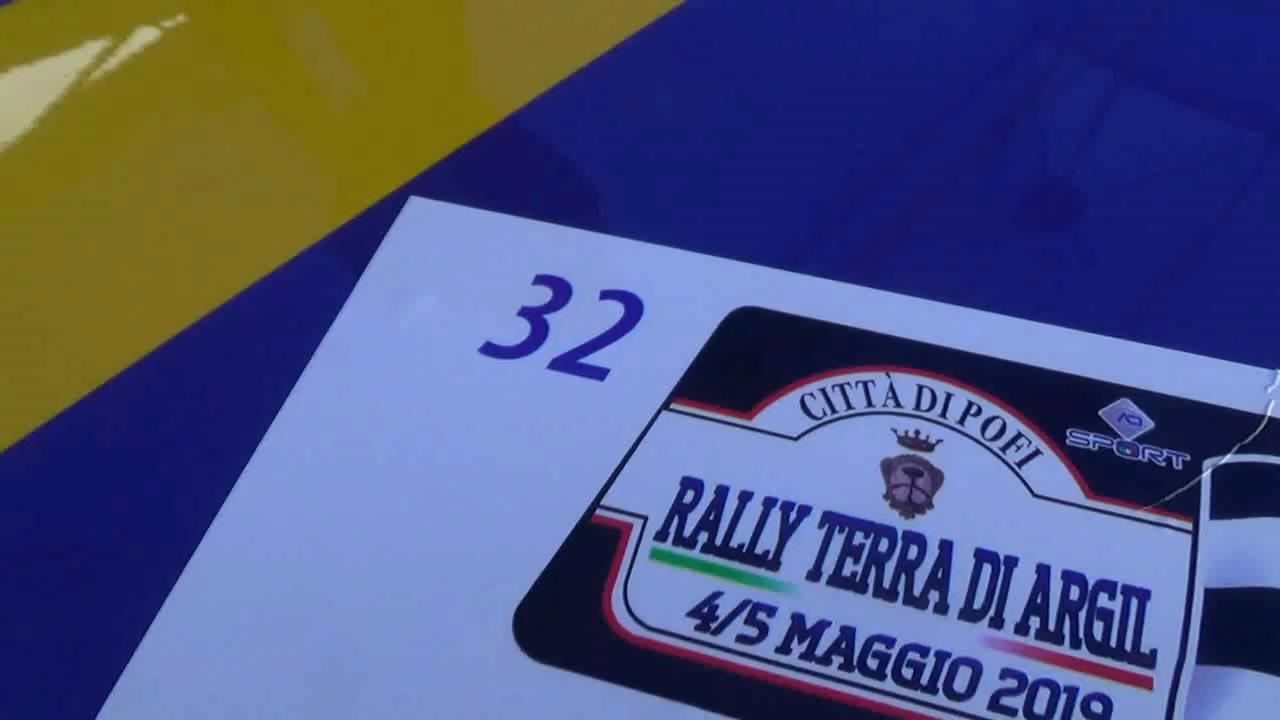 32
CITTÀ DI POFI
SPORT
RALLY TERRA DI ARGIL
4/5 MAGGIO 2019